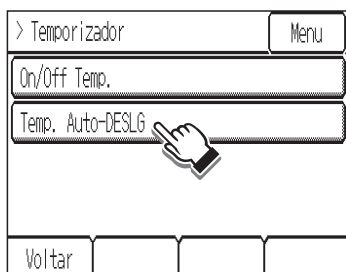 > Temporizador Menu
On/Off Temp.
Temp. Auto-DESLG
Voltar